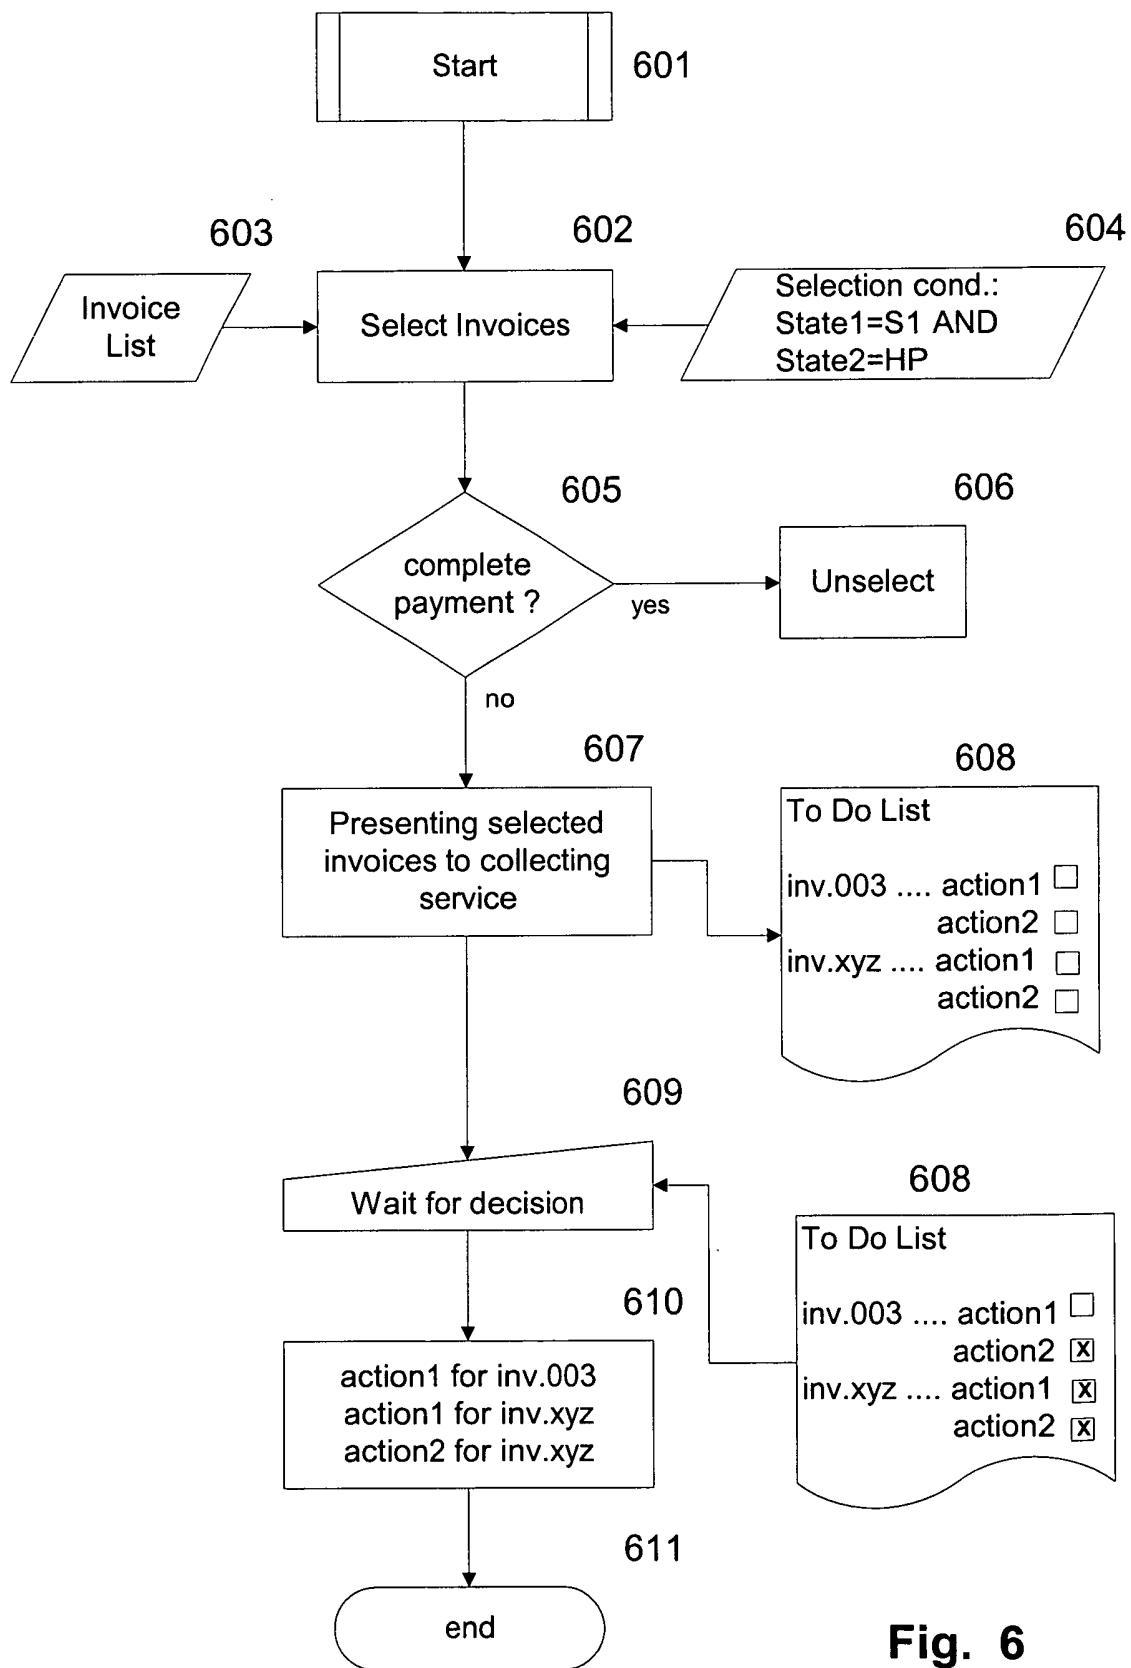 Start
601
603
602
604
Invoice
List
Select Invoices
Selection cond.:
State1=S1 AND
State2=HP
605
606
complete
payment ?
yes
Unselect
no
607
608
Presenting selected
invoices to collecting
service
To Do List
inv.003 .... action1
action2
inv.xyz .... action1
action2
609
Wait for decision
608
To Do List
inv.003 .... action1
action2 x
inv.xyz .... action1 x
action2 x
610
action1 for inv.003
action1 for inv.xyz
action2 for inv.xyz
611
end
Fig. 6